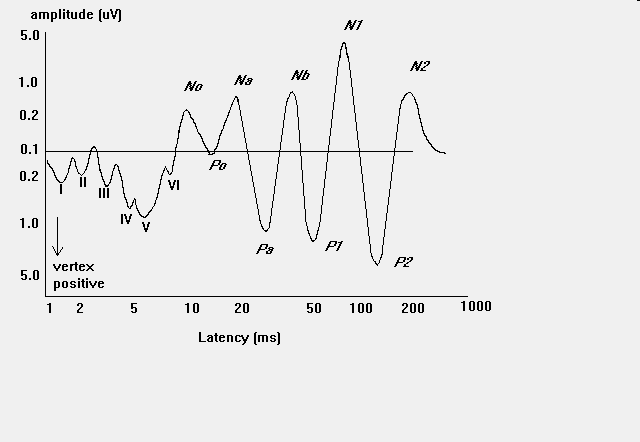 amplitude (uV)
N1
5.0
N2
Nb
Na
No
1.0
0.2
0.1
Po
0.2
I
II
III
VI
IV
V
1.0
Pa
P1
P2
vertex
positive
5.0
1
2
5
10
20
50
100
200
1000
Latency (ms)